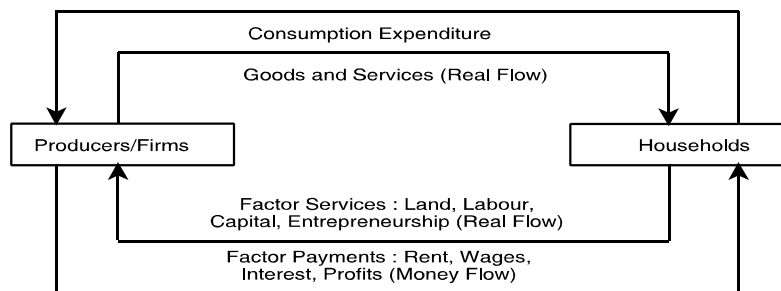 Consumption Expenditure
Goods and Services (Real Flow)
Producers/Firms
Households
Factor Services : Land, Labour,
Capital, Entrepreneurship (Real Flow)
Factor Payments : Rent, Wages,
Interest, Profits (Money Flow)